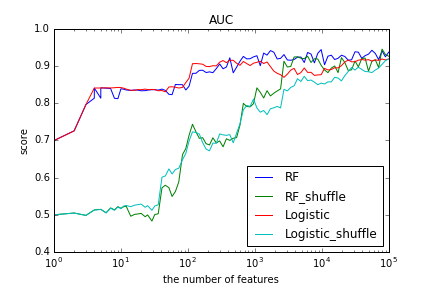 AUC
1.0
0.9
0.8
0.7
0.6
0.5
0.4
score
RF
RF_shuffle
Logistic
Logistic_shuffle
10^0 10^1 10^2 10^3 10^4 10^5
the number of features